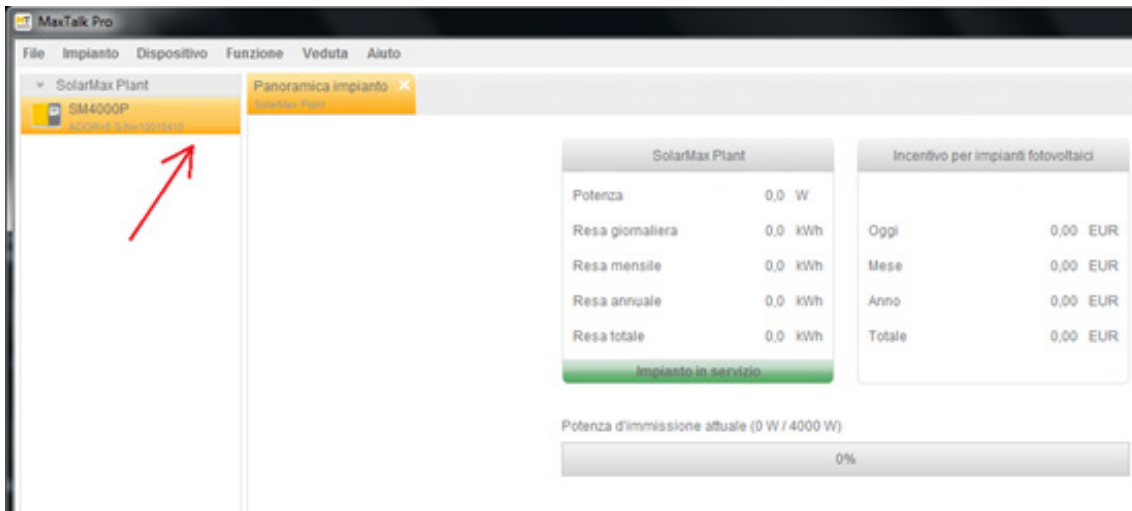 MaxTalk Pro
File Impianto Dispositivo Funzione Veduta Aiuto
SolarMax Plant
SM4000P
Panoramica impianto
SolarMax Plant
SolarMax Plant
Potenza 0,0 W
Resa giornaliera 0,0 kWh
Resa mensile 0,0 kWh
Resa annuale 0,0 kWh
Resa totale 0,0 kWh
Impianto in servizio
Incentivo per impianti fotovoltaici
Oggi 0,00 EUR
Mese 0,00 EUR
Anno 0,00 EUR
Totale 0,00 EUR
Potenza d'immissione attuale (0 W / 4000 W)
0%